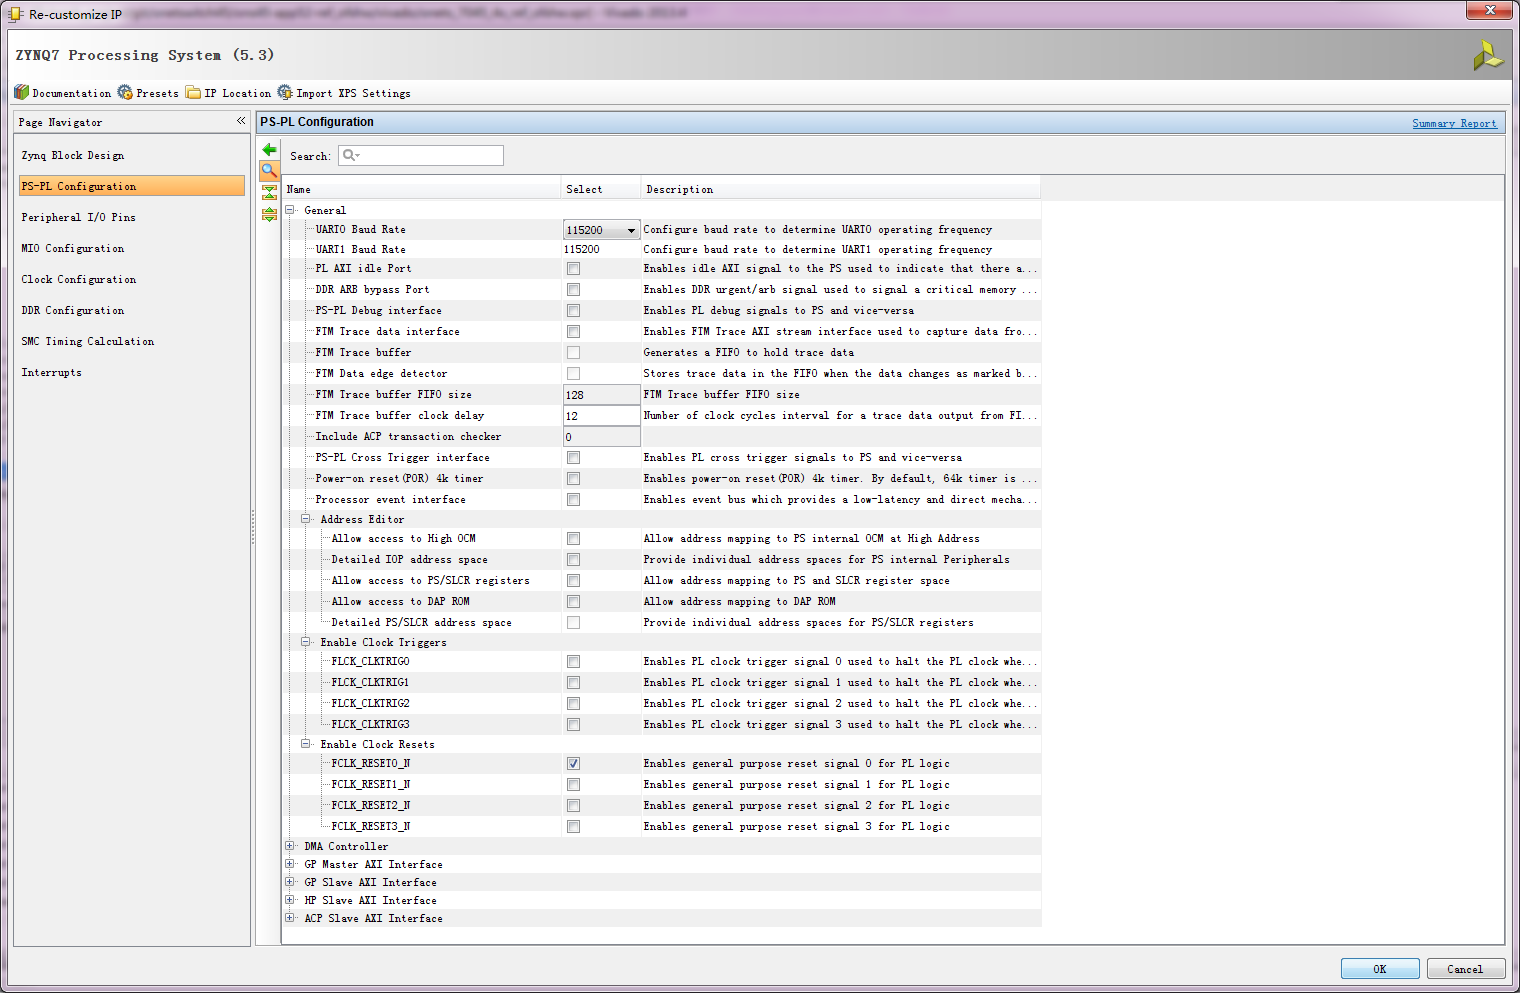 Re-customize IP
ZYNQ7 Processing System (5.3)
Documentation Presets IP Location Import XPS Settings
Page Navigator «
Zynq Block Design
PS-PL Configuration
Peripheral I/O Pins
MIO Configuration
Clock Configuration
DDR Configuration
SMC Timing Calculation
Interrupts
PS-PL Configuration Summary Report
Search:
Name Select Description
General
UART0 Baud Rate 115200 Configure baud rate to determine UART0 operating frequency
UART1 Baud Rate 115200 Configure baud rate to determine UART1 operating frequency
PL AXI idle Port Enables idle AXI signal to the PS used to indicate that there a...
DDR ARB bypass Port Enables DDR urgent/arb signal used to signal a critical memory ...
PS-PL Debug interface Enables PL debug signals to PS and vice-versa
FTM Trace data interface Enables FTM Trace AXI stream interface used to capture data fro...
FTM Trace buffer Generates a FIFO to hold trace data
FTM Data edge detector Stores trace data in the FIFO when the data changes as marked b...
FTM Trace buffer FIFO size 128 FTM Trace buffer FIFO size
FTM Trace buffer clock delay 12 Number of clock cycles interval for a trace data output from FI...
Include ACP transaction checker 0
PS-PL Cross Trigger interface Enables PL cross trigger signals to PS and vice-versa
Power-on reset(POR) 4k timer Enables power-on reset(POR) 4k timer. By default, 64k timer is ...
Processor event interface Enables event bus which provides a low-latency and direct mecha...
Address Editor
Allow access to High OCM Allow address mapping to PS internal OCM at High Address
Detailed IOP address space Provide individual address spaces for PS internal Peripherals
Allow access to PS/SLCR registers Allow address mapping to PS and SLCR register space
Allow access to DAP ROM Allow address mapping to DAP ROM
Detailed PS/SLCR address space Provide individual address spaces for PS/SLCR registers
Enable Clock Triggers
FLCK_CLKTRIG0 Enables PL clock trigger signal 0 used to halt the PL clock whe...
FLCK_CLKTRIG1 Enables PL clock trigger signal 1 used to halt the PL clock whe...
FLCK_CLKTRIG2 Enables PL clock trigger signal 2 used to halt the PL clock whe...
FLCK_CLKTRIG3 Enables PL clock trigger signal 3 used to halt the PL clock whe...
Enable Clock Resets
FCLK_RESET0_N Enables general purpose reset signal 0 for PL logic
FCLK_RESET1_N Enables general purpose reset signal 1 for PL logic
FCLK_RESET2_N Enables general purpose reset signal 2 for PL logic
FCLK_RESET3_N Enables general purpose reset signal 3 for PL logic
DMA Controller
GP Master AXI Interface
GP Slave AXI Interface
HP Slave AXI Interface
ACP Slave AXI Interface
OK Cancel